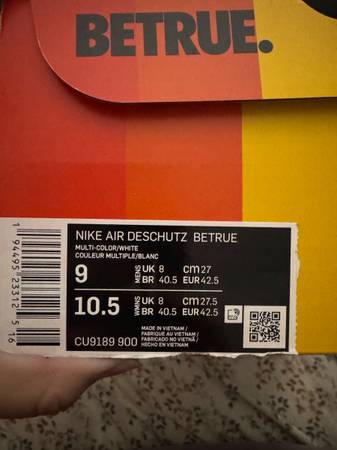 BETRUE.
NIKE AIR DESCHUTZ BETRUE
MULTI-COLOR/WHITE
COULEUR MULTIPLE/BLANC
9 MENS UK 8 cm 27
BR 40.5 EUR 42.5
10.5 WMNS UK 8 cm 27.5
BR 40.5 EUR 42.5
MADE IN VIETNAM /
FABRIQUE AU VIETNAM /
FABRICADO NO VIETNÃ /
HECHO EN VIETNAM
CU9189 900
1 94495 23312 5 16